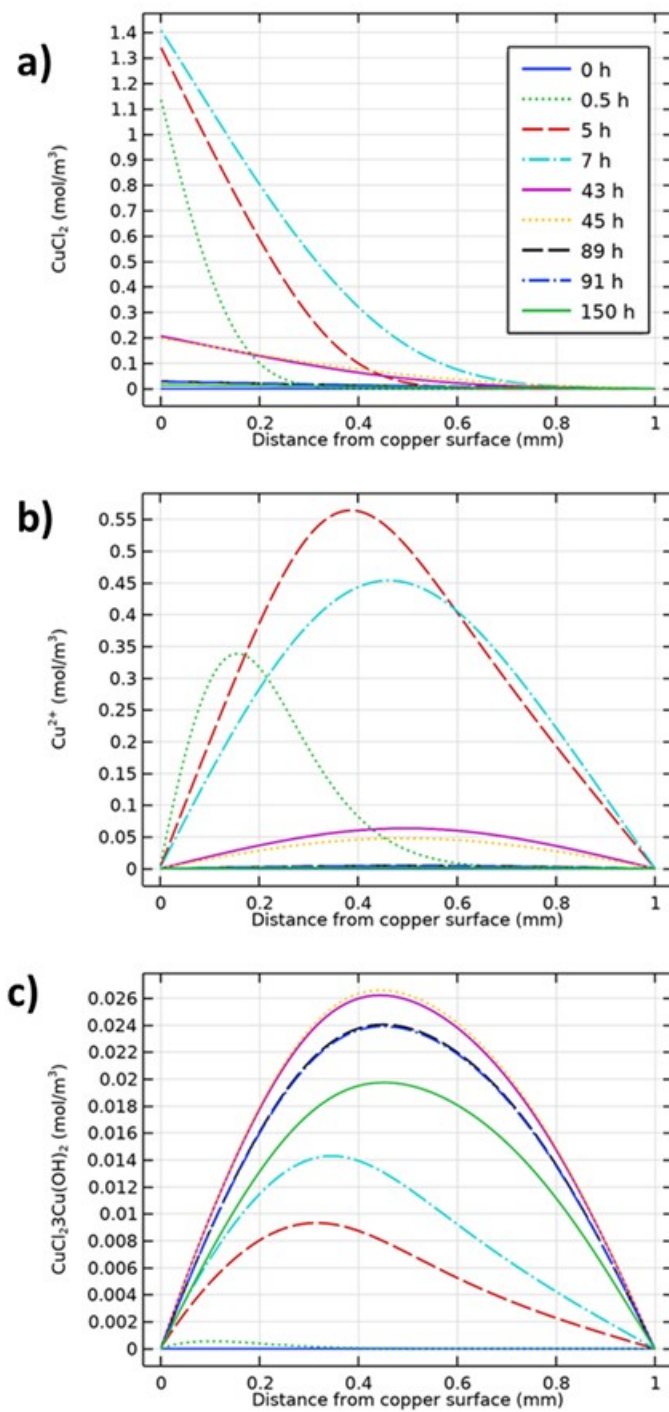 a)
CuCl₂ (mol/m³)
1.4
1.3
1.2
1.1
1
0.9
0.8
0.7
0.6
0.5
0.4
0.3
0.2
0.1
0
0 h
0.5 h
5 h
7 h
43 h
45 h
89 h
91 h
150 h
0 0.2 0.4 0.6 0.8 1
Distance from copper surface (mm)
b)
Cu²⁺ (mol/m³)
0.55
0.5
0.45
0.4
0.35
0.3
0.25
0.2
0.15
0.1
0.05
0
0 0.2 0.4 0.6 0.8 1
Distance from copper surface (mm)
c)
CuCl₂3Cu(OH)₂ (mol/m³)
0.026
0.024
0.022
0.02
0.018
0.016
0.014
0.012
0.01
0.008
0.006
0.004
0.002
0
0 0.2 0.4 0.6 0.8 1
Distance from copper surface (mm)